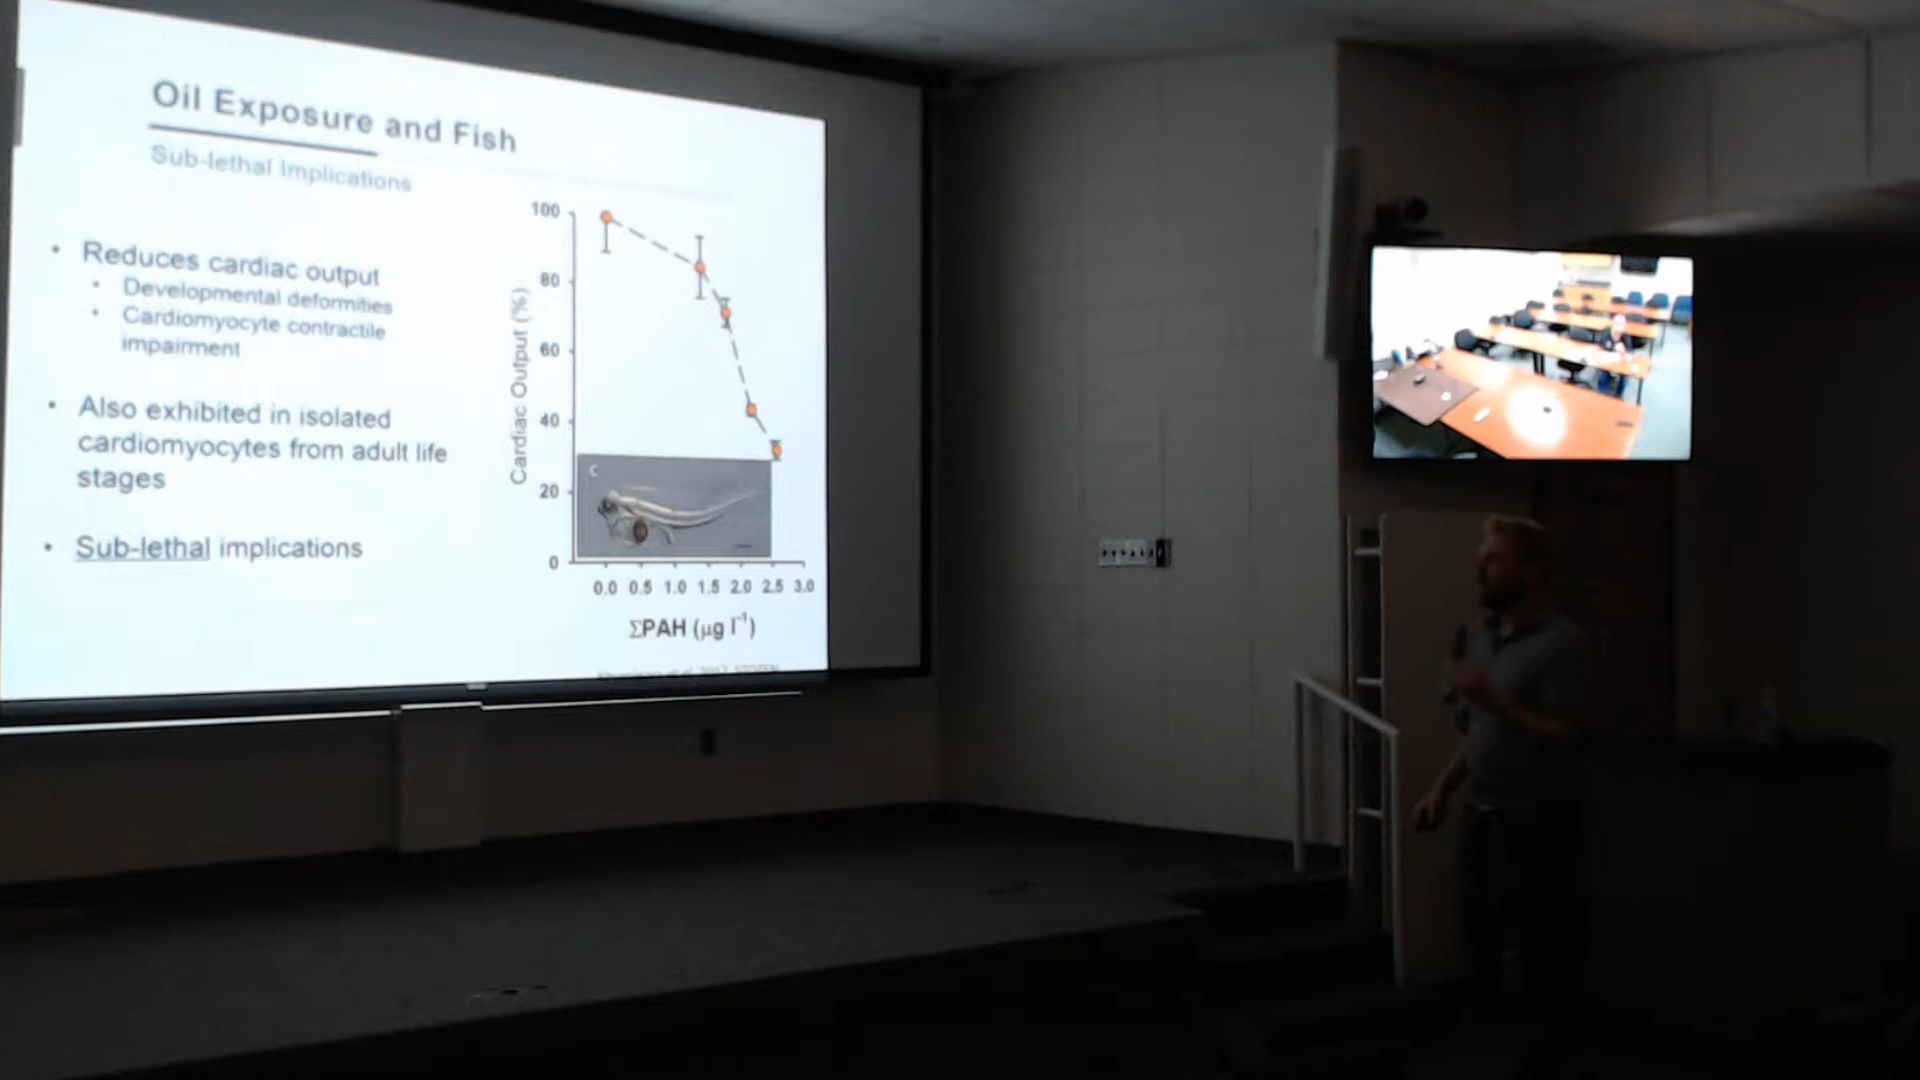 Oil Exposure and Fish
Sub-lethal Implications
• Reduces cardiac output
• Developmental deformities
• Cardiomyocyte contractile
impairment
• Also exhibited in isolated
cardiomyocytes from adult life
stages
• Sub-lethal implications
Cardiac Output (%)
100
80
60
40
20
0
C
0.0 0.5 1.0 1.5 2.0 2.5 3.0
ΣPAH (µg l⁻¹)